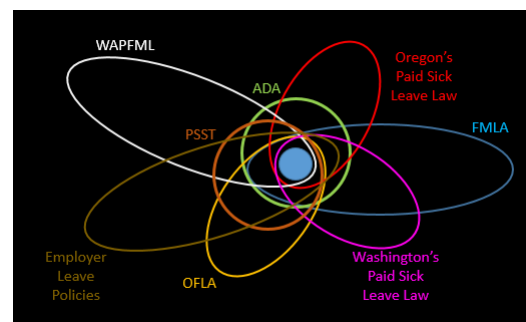 WAPFML
Oregon's
Paid Sick
Leave Law
ADA
PSST
FMLA
Employer
Leave
Policies
OFLA
Washington's
Paid Sick
Leave Law